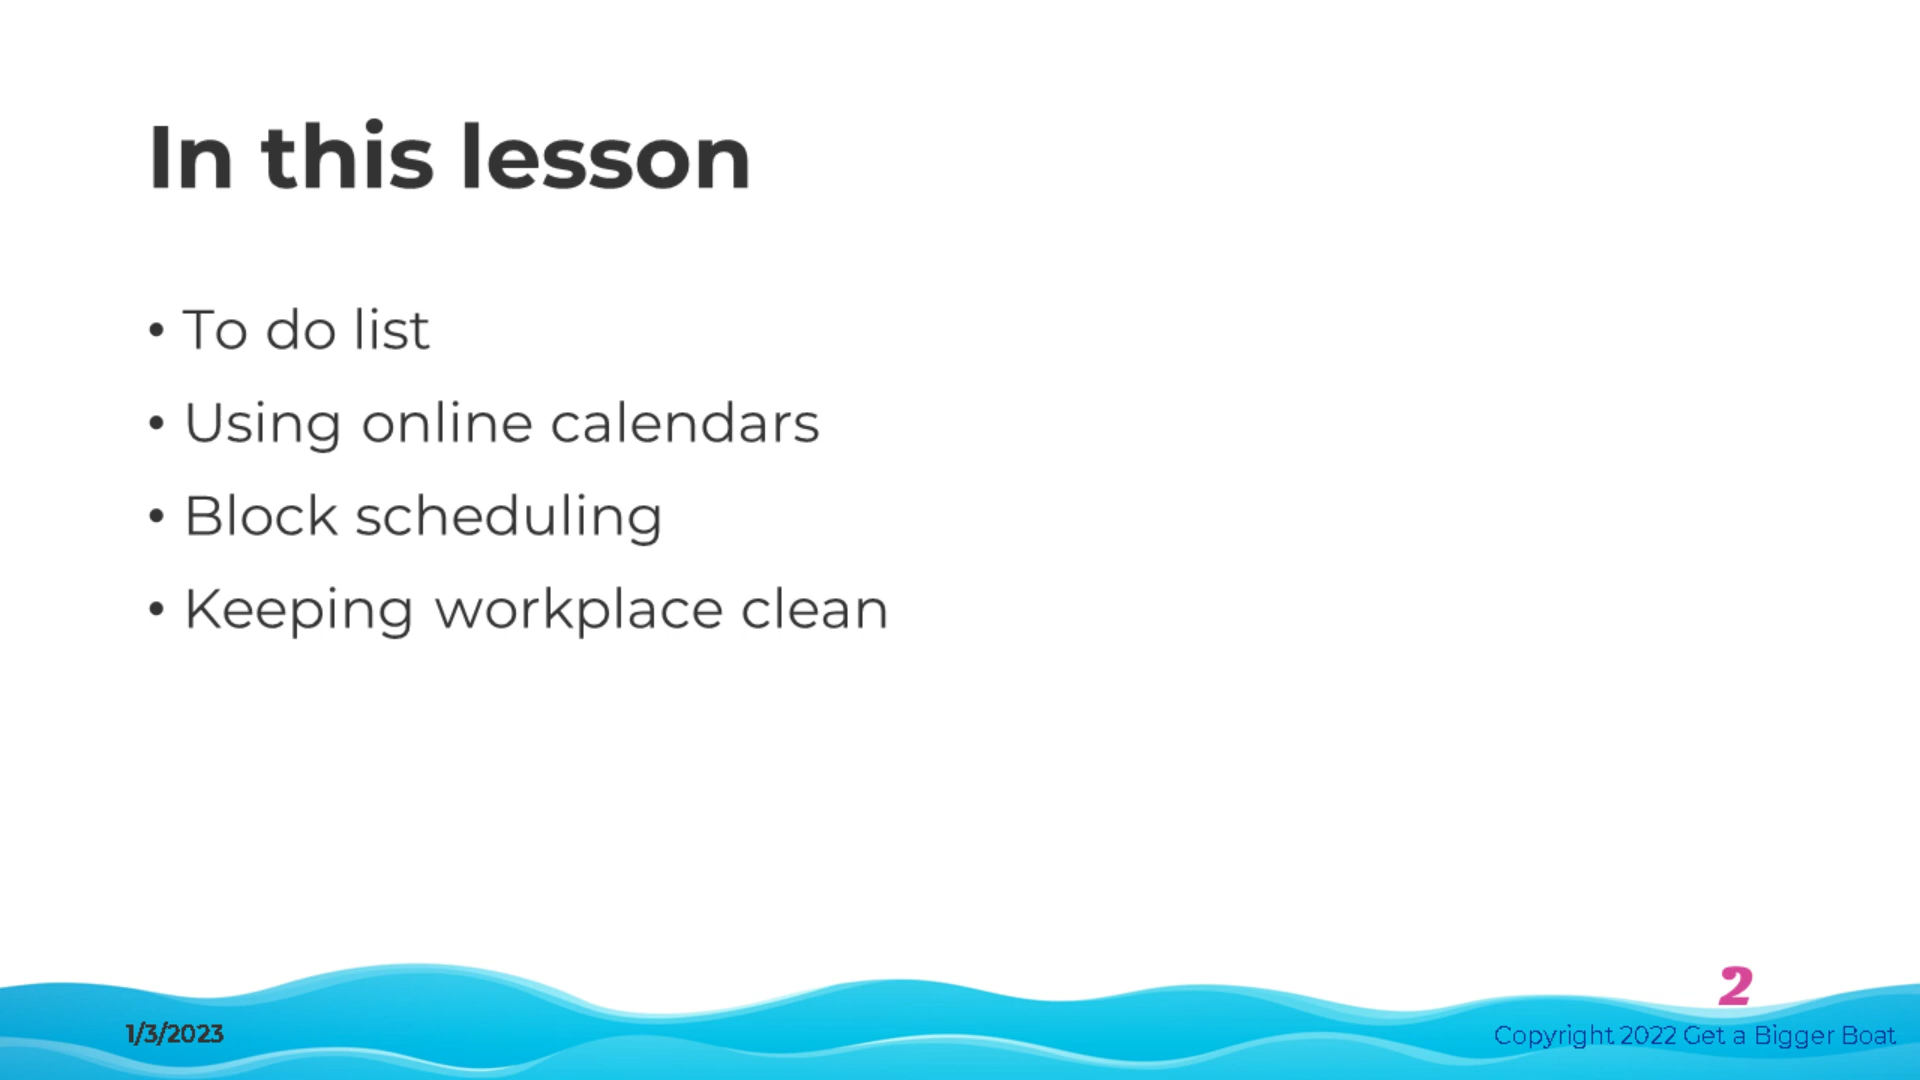 In this lesson
• To do list
• Using online calendars
• Block scheduling
• Keeping workplace clean
2
1/3/2023
Copyright 2022 Get a Bigger Boat